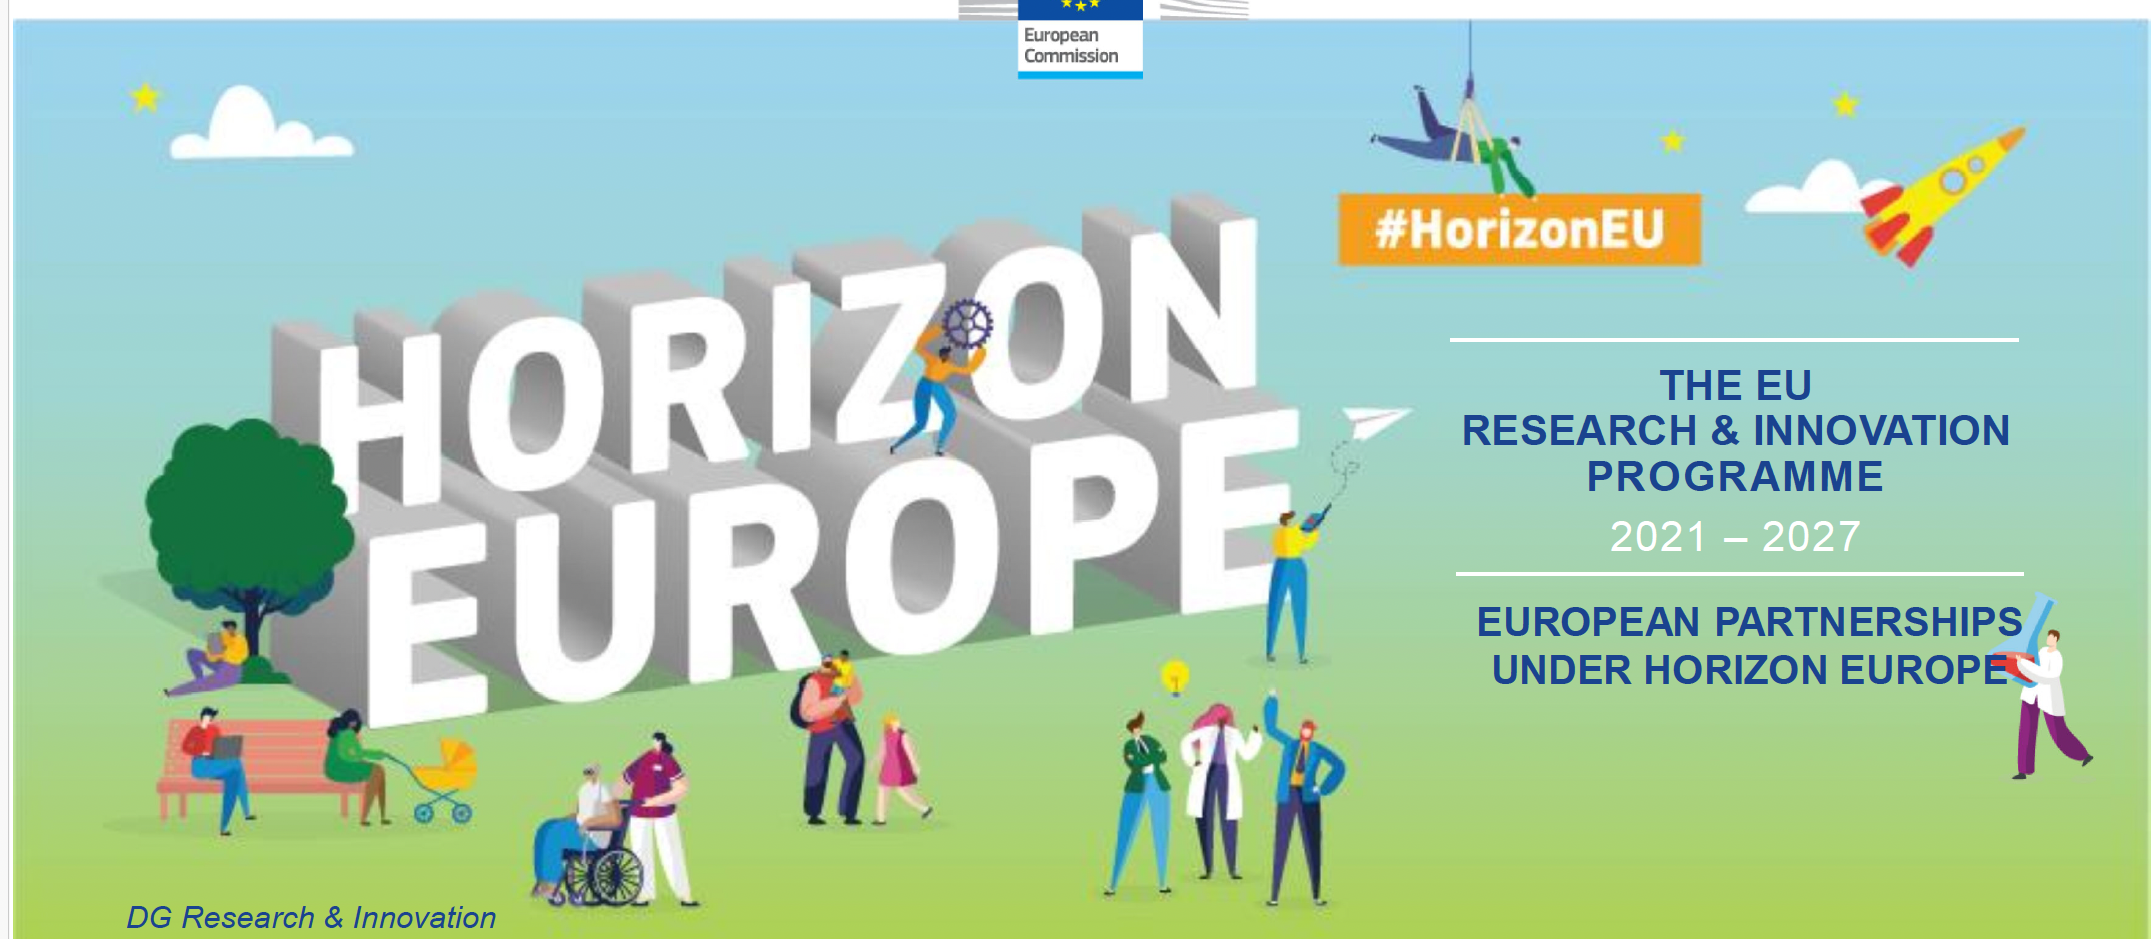 European
Commission
#HorizonEU
HORIZON
EUROPE
THE EU
RESEARCH & INNOVATION
PROGRAMME
2021 – 2027
EUROPEAN PARTNERSHIPS
UNDER HORIZON EUROPE
DG Research & Innovation